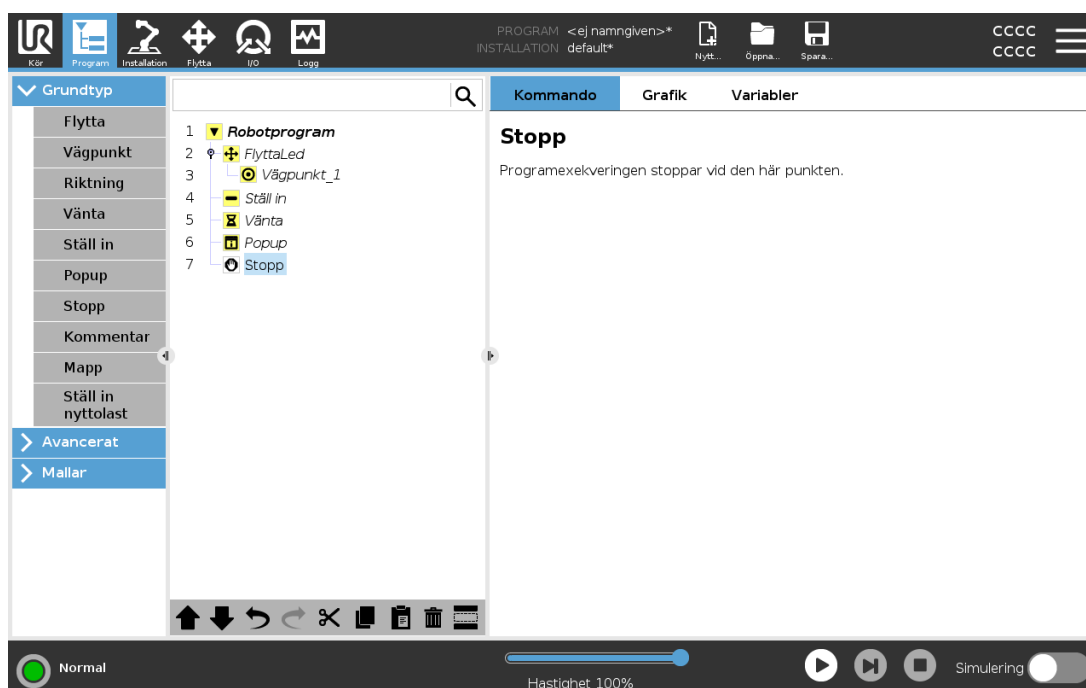 UR
Kör
Program
Installation
Flytta
I/O
Logg
PROGRAM <ej namngiven>*
INSTALLATION default*
Nytt...
Öppna...
Spara...
CCCC
CCCC
Grundtyp
Flytta
Vägpunkt
Riktning
Vänta
Ställ in
Popup
Stopp
Kommentar
Mapp
Ställ in
nyttolast
Avancerat
Mallar
1 Robotprogram
2 FlyttaLed
3 Vägpunkt_1
4 Ställ in
5 Vänta
6 Popup
7 Stopp
Kommando Grafik Variabler
Stopp
Programexekveringen stoppar vid den här punkten.
Normal
Hastighet 100%
Simulering